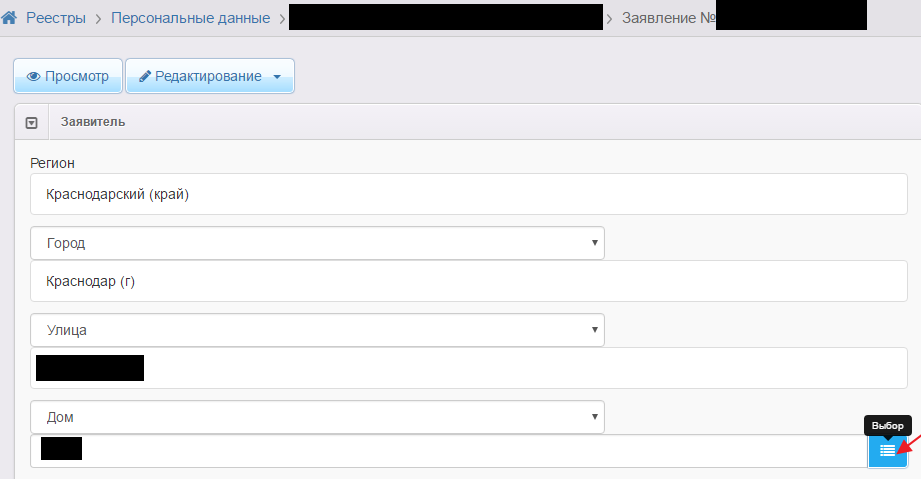 Реестры > Персональные данные > > Заявление №
Просмотр Редактирование
Заявитель
Регион
Краснодарский (край)
Город
Краснодар (г)
Улица
Дом
Выбор